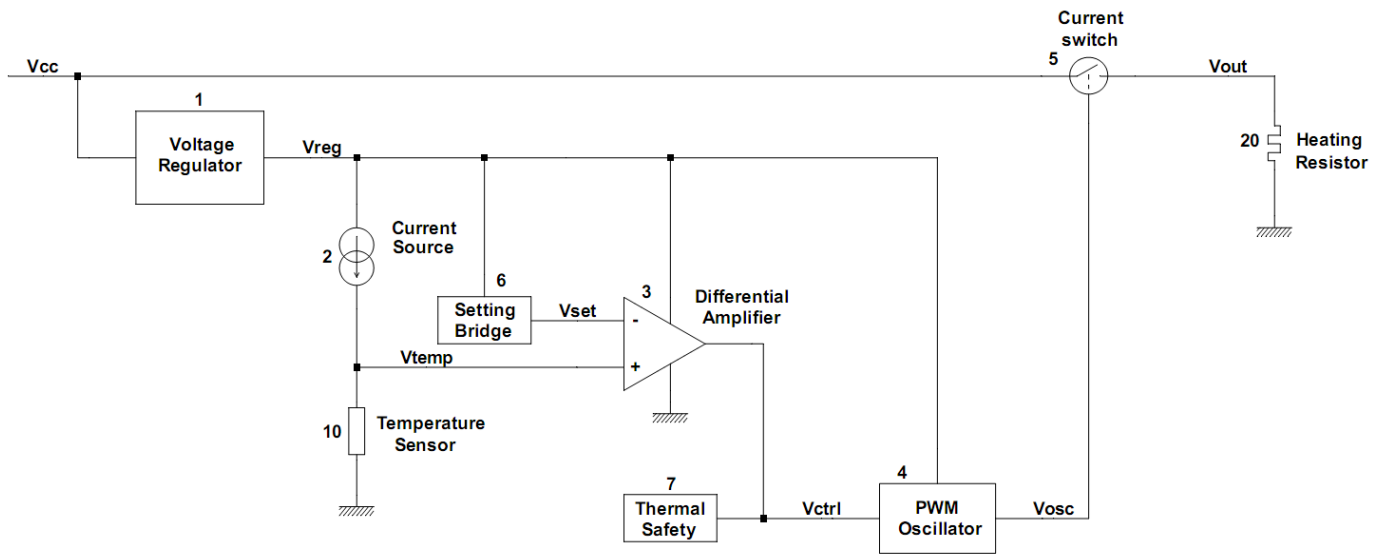 Current
switch
5
Vcc
Vout
1
Voltage
Regulator
Vreg
20
Heating
Resistor
2
Current
Source
6
Setting
Bridge
Vset
3
-
+
Differential
Amplifier
Vtemp
10
Temperature
Sensor
7
Thermal
Safety
Vctrl
4
PWM
Oscillator
Vosc